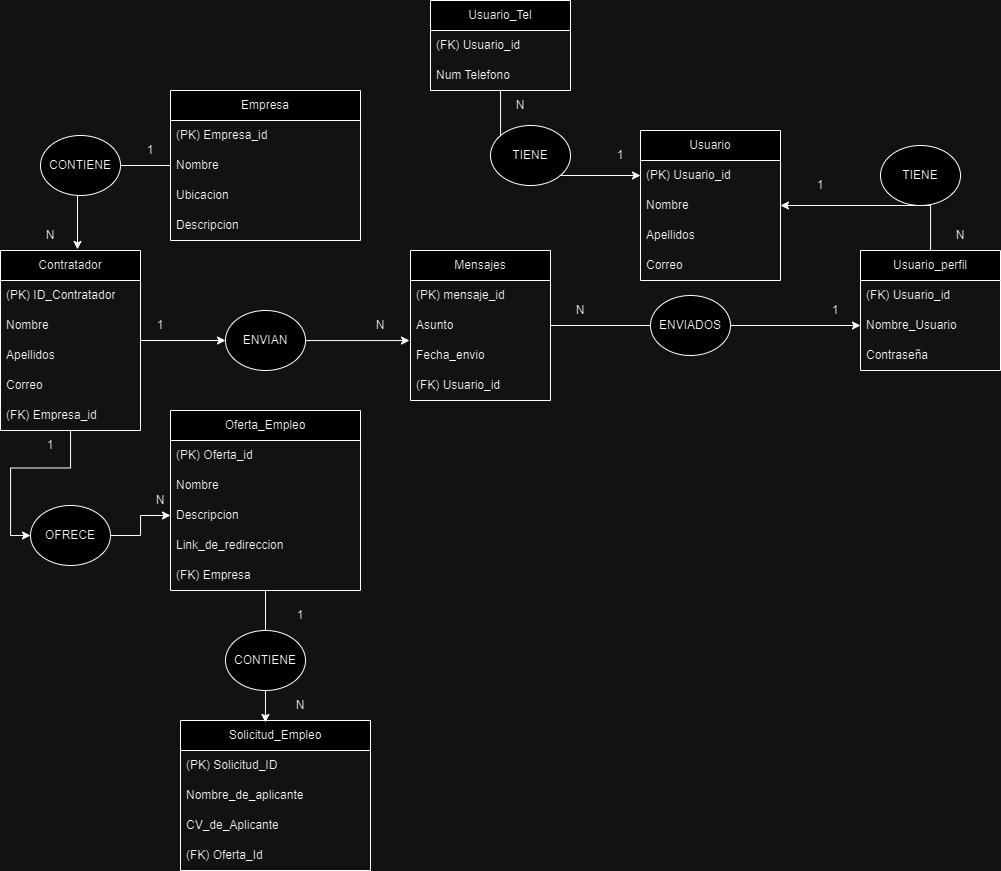 Usuario_Tel
(FK) Usuario_id
Num Telefono
N
TIENE
1
Empresa
(PK) Empresa_id
Nombre
Ubicacion
Descripcion
1
CONTIENE
N
Usuario
(PK) Usuario_id
Nombre
Apellidos
Correo
1
TIENE
N
Contratador
(PK) ID_Contratador
Nombre
Apellidos
Correo
(FK) Empresa_id
1
ENVIAN
N
Mensajes
(PK) mensaje_id
Asunto
Fecha_envio
(FK) Usuario_id
N
ENVIADOS
1
Usuario_perfil
(FK) Usuario_id
Nombre_Usuario
Contraseña
1
OFRECE
N
Oferta_Empleo
(PK) Oferta_id
Nombre
Descripcion
Link_de_redireccion
(FK) Empresa
1
CONTIENE
N
Solicitud_Empleo
(PK) Solicitud_ID
Nombre_de_aplicante
CV_de_Aplicante
(FK) Oferta_Id